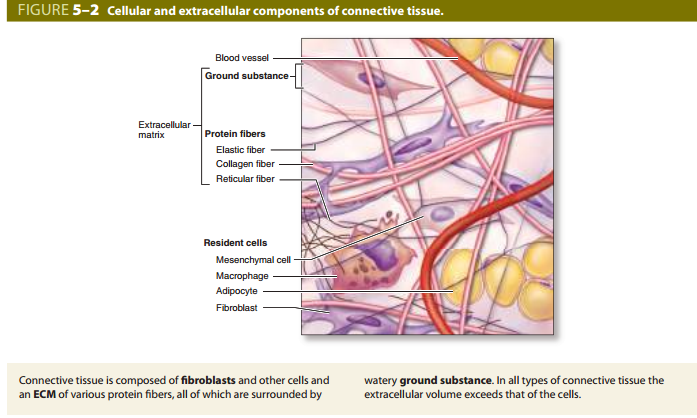 FIGURE 5–2 Cellular and extracellular components of connective tissue.
Blood vessel
Ground substance
Extracellular
matrix
Protein fibers
Elastic fiber
Collagen fiber
Reticular fiber
Resident cells
Mesenchymal cell
Macrophage
Adipocyte
Fibroblast
Connective tissue is composed of fibroblasts and other cells and
an ECM of various protein fibers, all of which are surrounded by
watery ground substance. In all types of connective tissue the
extracellular volume exceeds that of the cells.